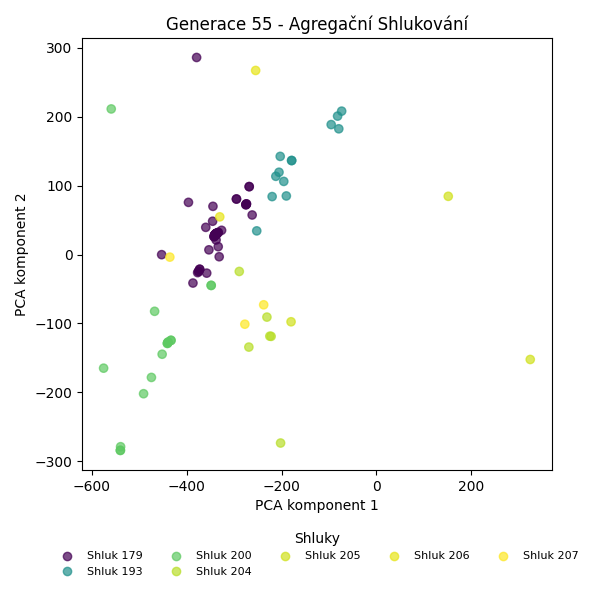 Generace 55 - Agregační Shlukování
300
200
100
0
−100
−200
−300
PCA komponent 2
−600
−400
−200
0
200
PCA komponent 1
Shluky
Shluk 179
Shluk 200
Shluk 205
Shluk 206
Shluk 207
Shluk 193
Shluk 204